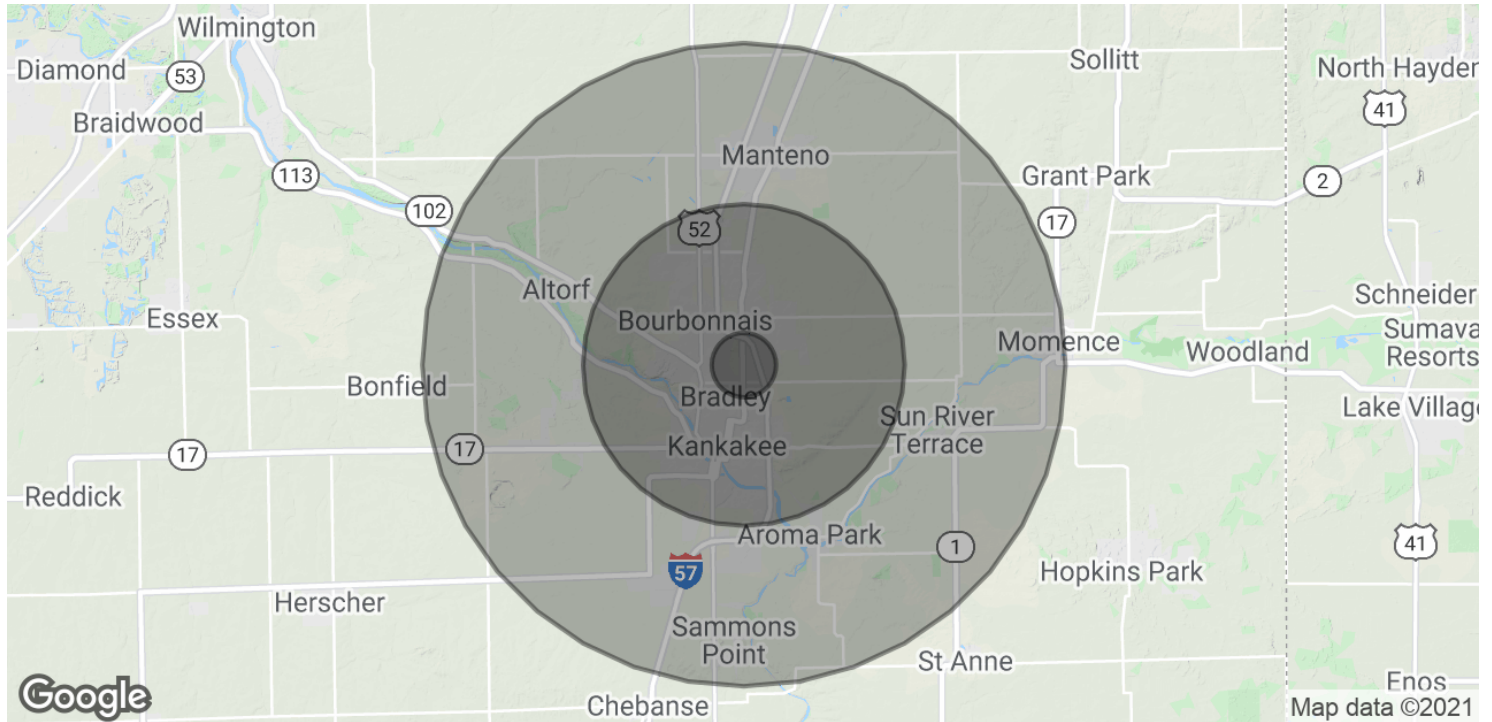 Wilmington
Diamond
53
Sollitt
North Hayden
41
Braidwood
Manteno
113
Grant Park
2
102
17
52
Altorf
Schneider
Essex
Bourbonnais
Sumava
Resorts
Momence
Woodland
Bonfield
Bradley
Lake Village
Sun River
Terrace
Kankakee
17
17
Reddick
Aroma Park
1
41
57
Hopkins Park
Herscher
Sammons
Point
St Anne
Enos
Chebanse
Google
Map data ©2021